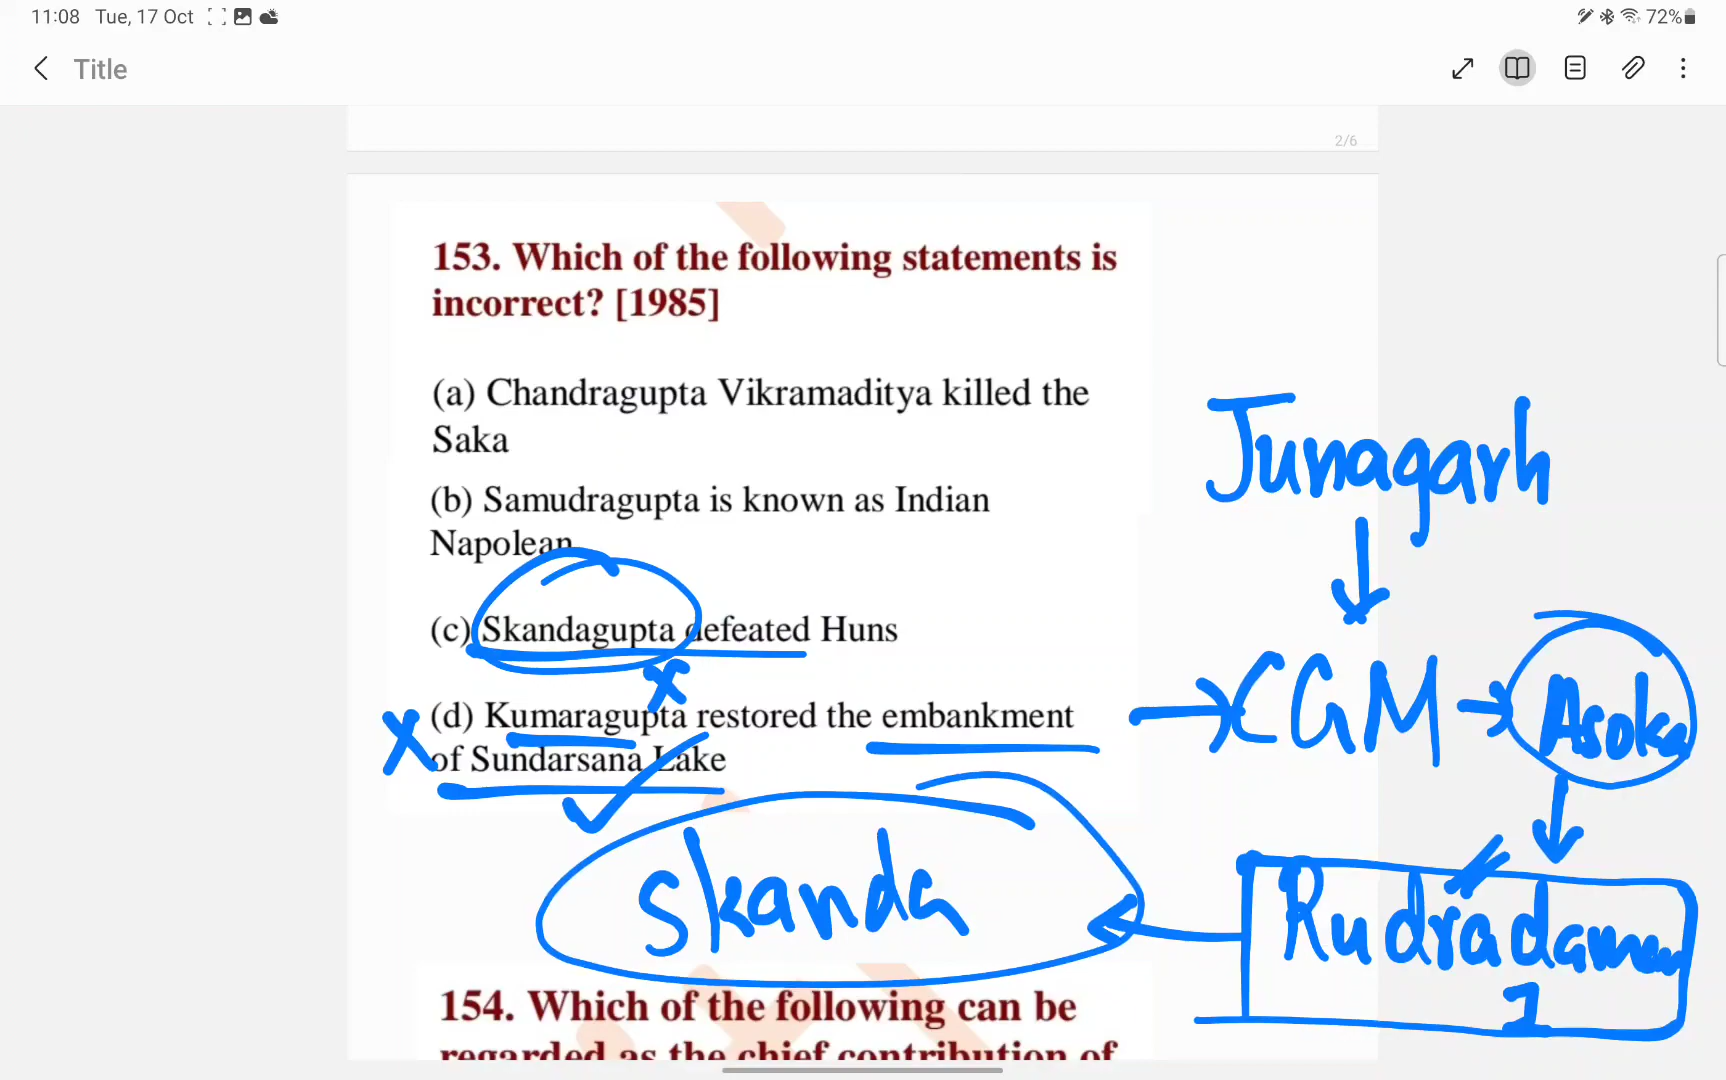 11:08 Tue, 17 Oct
72%
Title
2/6
153. Which of the following statements is
incorrect? [1985]
(a) Chandragupta Vikramaditya killed the
Saka
(b) Samudragupta is known as Indian
Napolean
(c) Skandagupta defeated Huns
(d) Kumaragupta restored the embankment
of Sundarsana Lake
Junagarh
CGM
Asoka
Rudradaman
I
Skanda
154. Which of the following can be
regarded as the chief contribution of